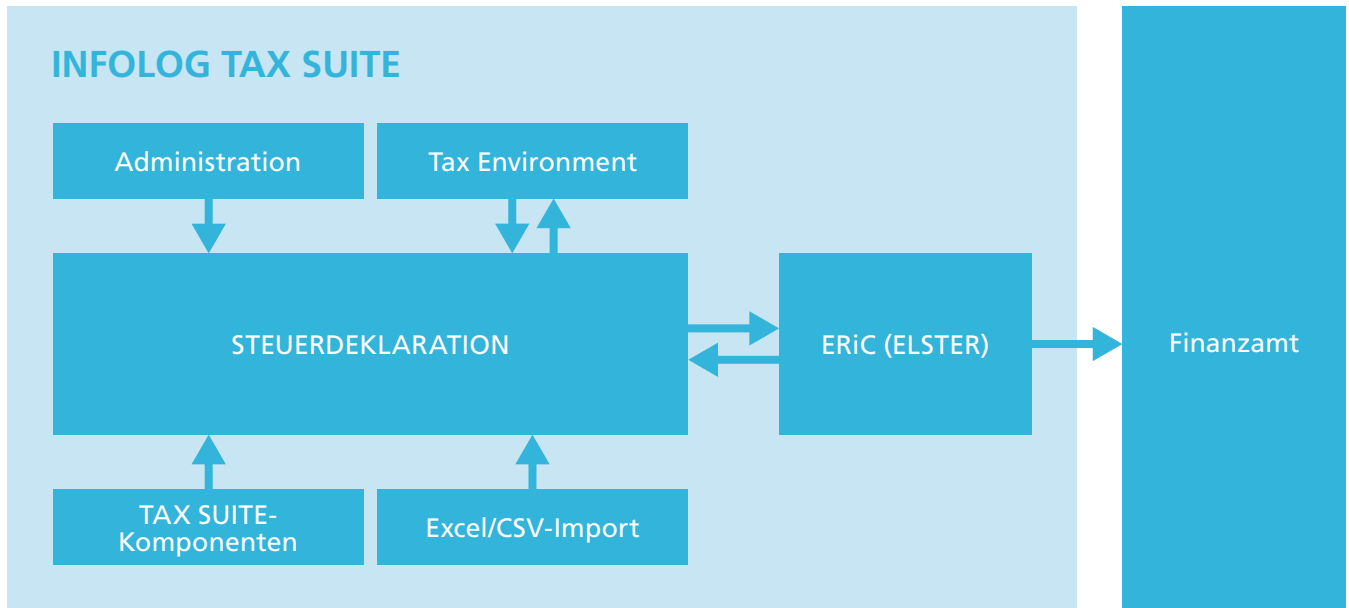 INFOLOG TAX SUITE
Administration
Tax Environment
STEUERDEKLARATION
ERiC (ELSTER)
Finanzamt
TAX SUITE-
Komponenten
Excel/CSV-Import